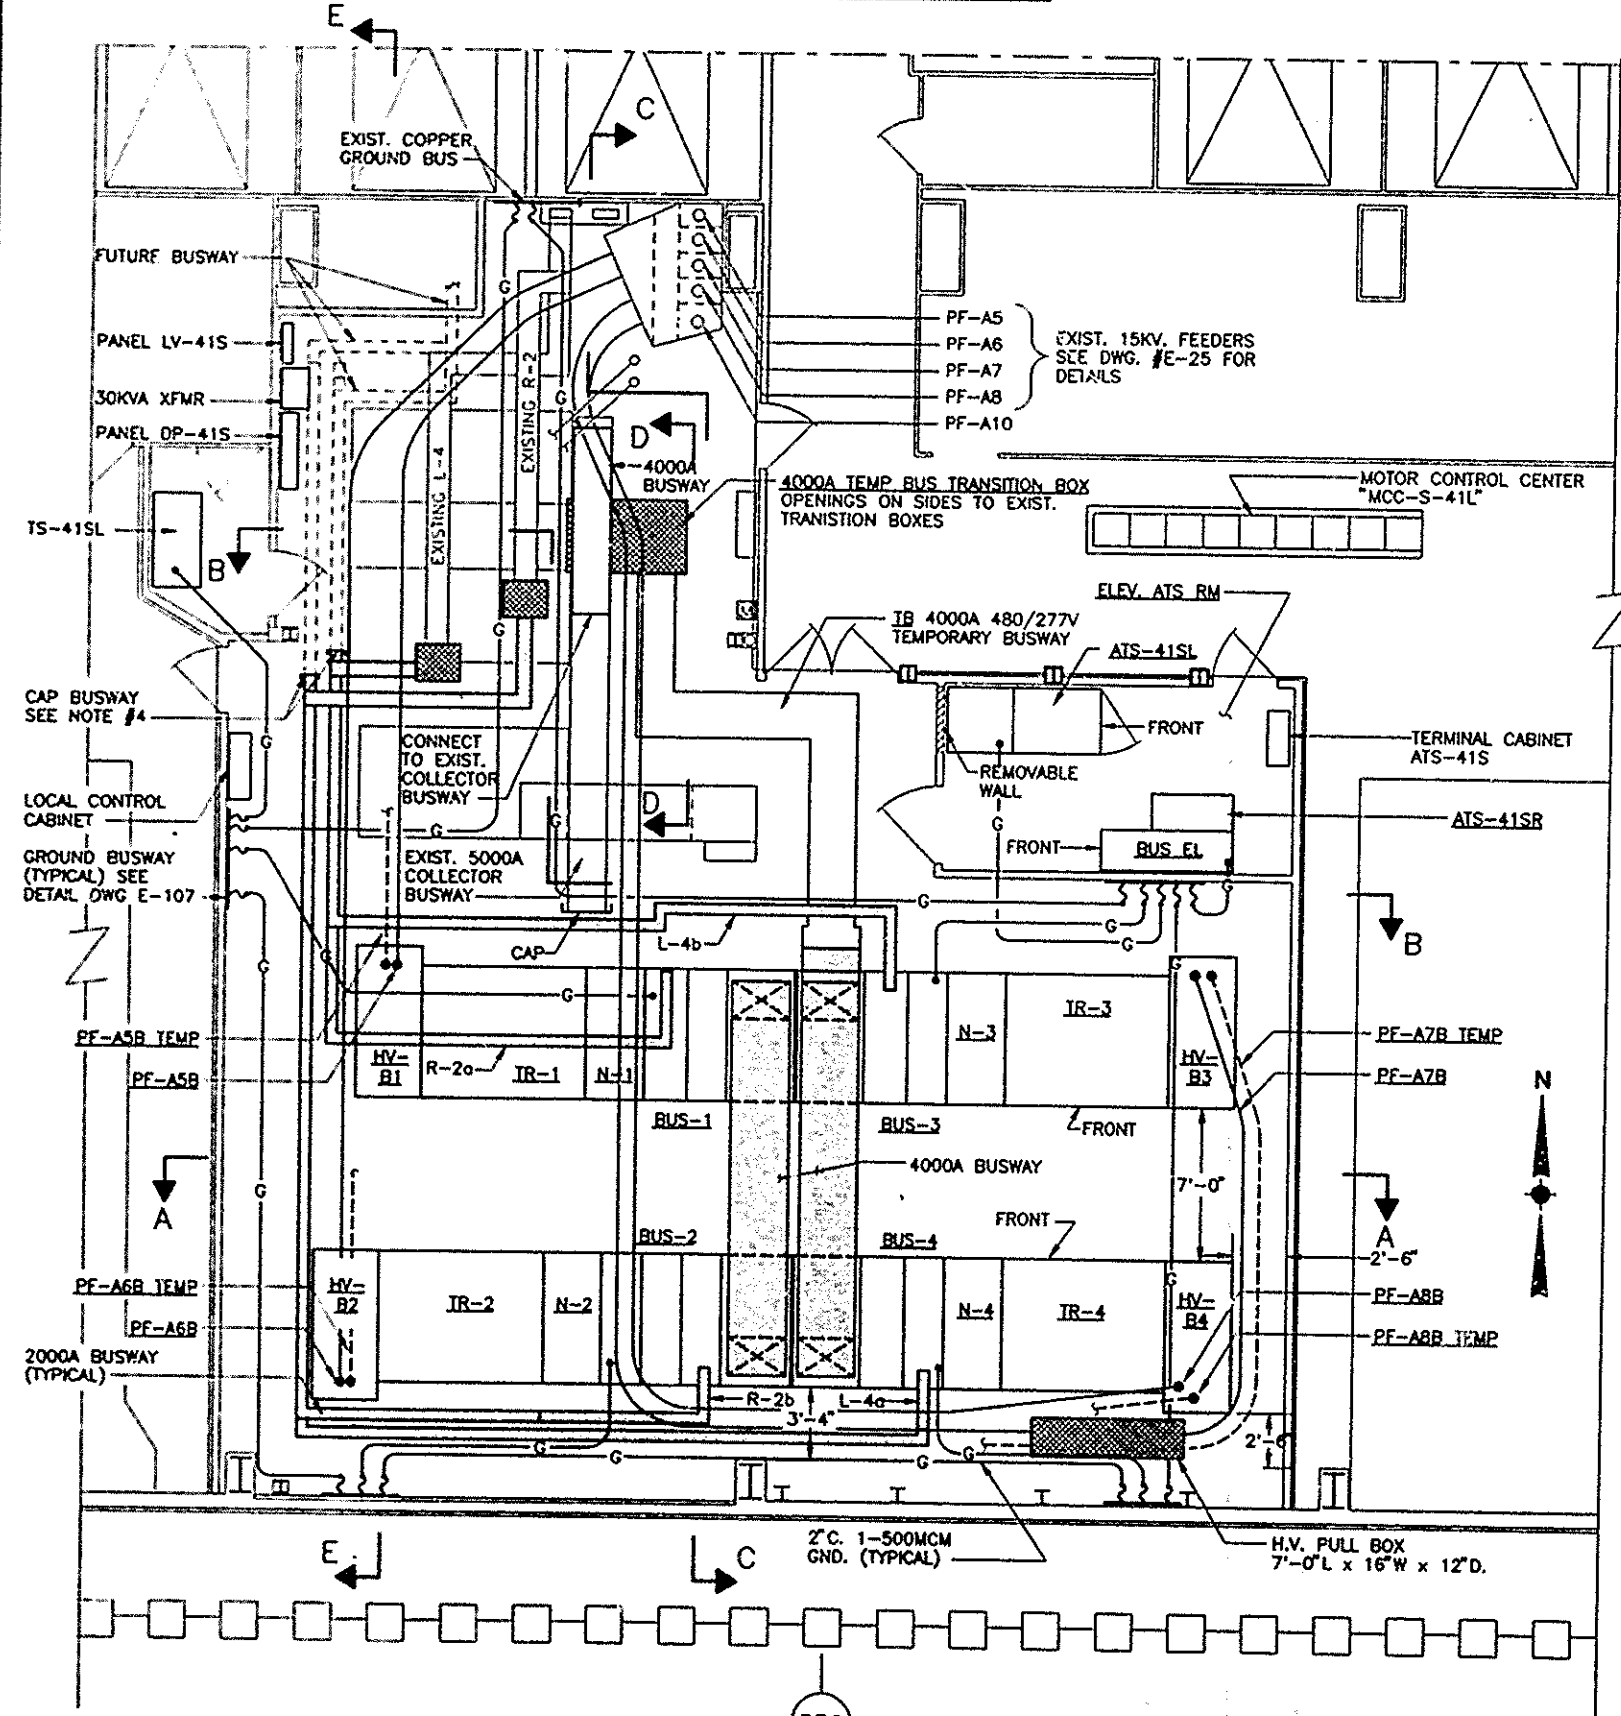 E
C
EXIST. COPPER
GROUND BUS
FUTURE BUSWAY
G
PANEL LV-41S
30KVA XFMR
PANEL DP-41S
EXISTING R-2
EXISTING L-4
PF-A5
PF-A6
PF-A7
PF-A8
PF-A10
EXIST. 15KV. FEEDERS
SEE DWG. #E-25 FOR
DETAILS
G
D
4000A
BUSWAY
4000A TEMP BUS TRANSITION BOX
OPENINGS ON SIDES TO EXIST.
TRANISTION BOXES
MOTOR CONTROL CENTER
"MCC-S-41L"
TS-41SL
B
ELEV. ATS RM
TB 4000A 480/277V
TEMPORARY BUSWAY
G
ATS-41SL
CAP BUSWAY
SEE NOTE #4
FRONT
G
CONNECT
TO EXIST.
COLLECTOR
BUSWAY
TERMINAL CABINET
ATS-41S
REMOVABLE
WALL
LOCAL CONTROL
CABINET
D
G
G
G
ATS-41SR
FRONT
BUS EL
GROUND BUSWAY
(TYPICAL) SEE
DETAIL DWG E-107
EXIST. 5000A
COLLECTOR
BUSWAY
G
G
G
B
L-4b
CAP
G
G
G
G
G
G
PF-A5B TEMP
PF-A5B
HV-
B1
R-2a
TR-1
N-1
N-3
TR-3
HV-
B3
PF-A7B TEMP
PF-A7B
N
BUS-1
BUS-3
FRONT
4000A BUSWAY
7'-0"
G
A
A
BUS-2
BUS-4
FRONT
2'-6"
PF-A6B TEMP
PF-A6B
HV-
B2
TR-2
N-2
N-4
TR-4
G
HV-
B4
PF-A8B
PF-A8B TEMP
2000A BUSWAY
(TYPICAL)
R-2b
L-4a
3'-4"
2'-6"
G
G
G
G
2"C. 1-500MCM
GND. (TYPICAL)
H.V. PULL BOX
7'-0"L x 16"W x 12"D.
E
C